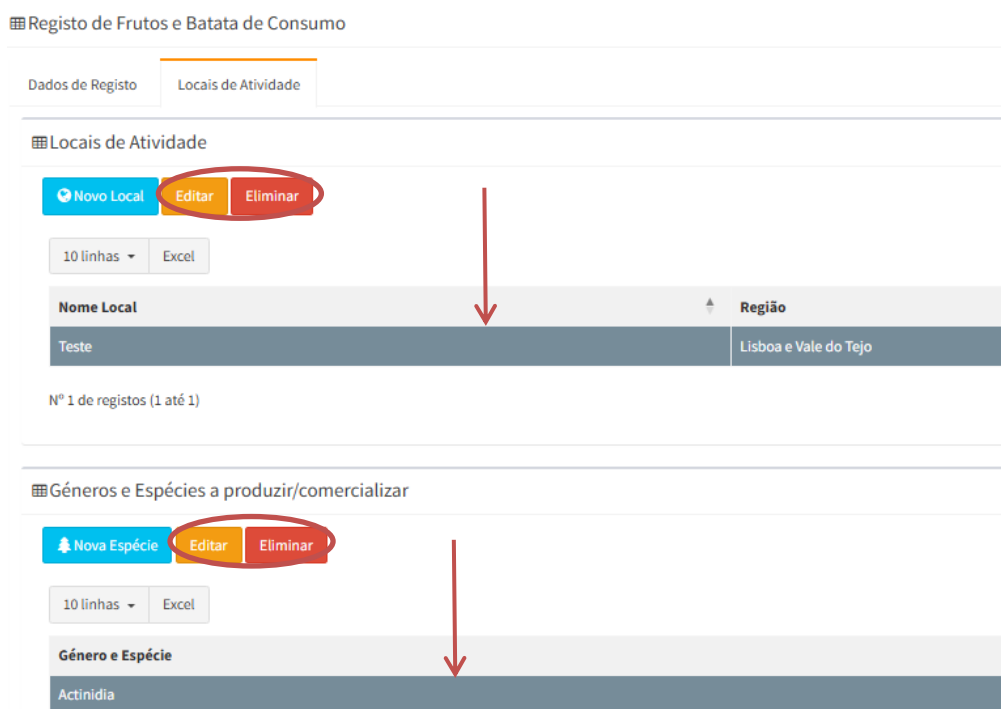 Registo de Frutos e Batata de Consumo
Dados de Registo Locais de Atividade
Locais de Atividade
Novo Local Editar Eliminar
10 linhas Excel
Nome Local Região
Teste Lisboa e Vale do Tejo
Nº 1 de registos (1 até 1)
Géneros e Espécies a produzir/comercializar
Nova Espécie Editar Eliminar
10 linhas Excel
Género e Espécie
Actinidia